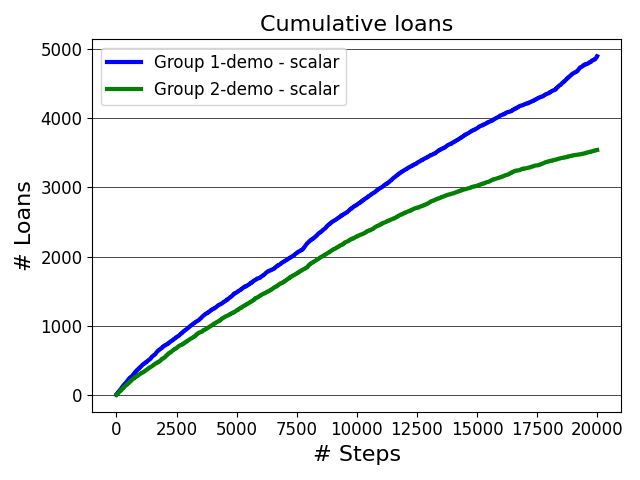 Cumulative loans
Group 1-demo - scalar
Group 2-demo - scalar
# Loans
5000
4000
3000
2000
1000
0
0 2500 5000 7500 10000 12500 15000 17500 20000
# Steps